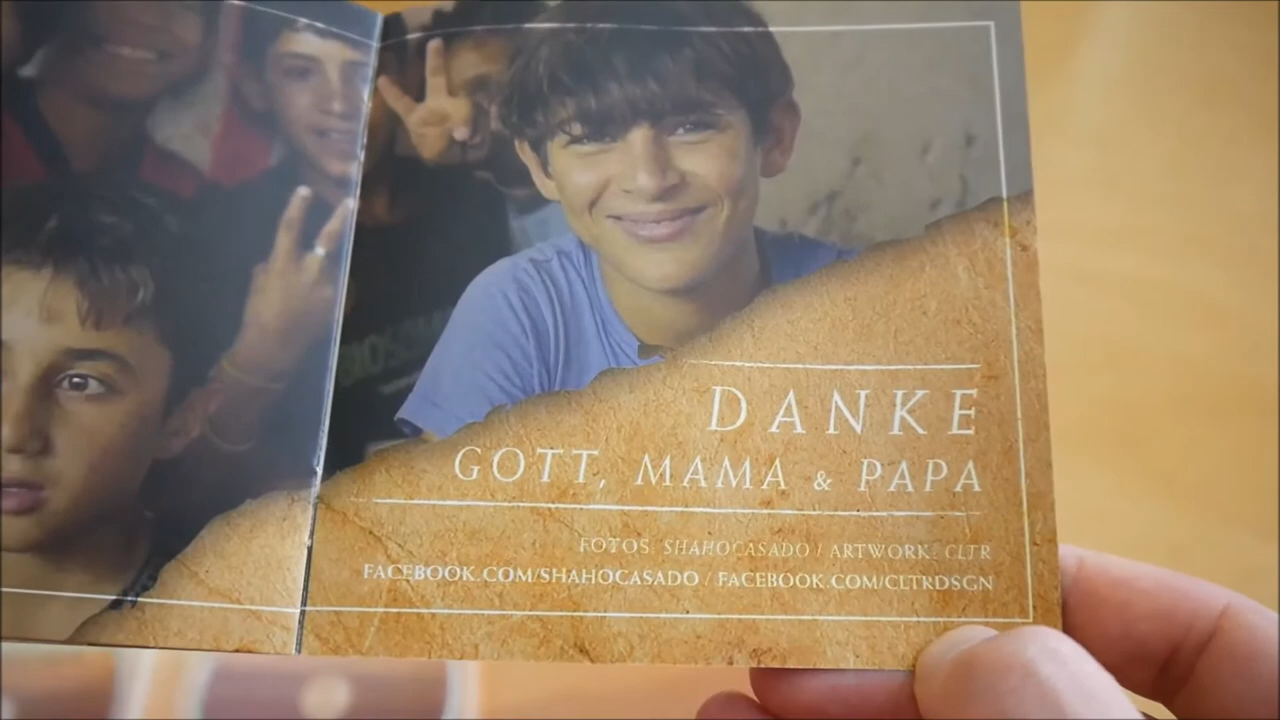 DANKE
GOTT, MAMA & PAPA
FOTOS: SHAHOCASADO / ARTWORK: CLTR
FACEBOOK.COM/SHAHOCASADO / FACEBOOK.COM/CLTRDSGN